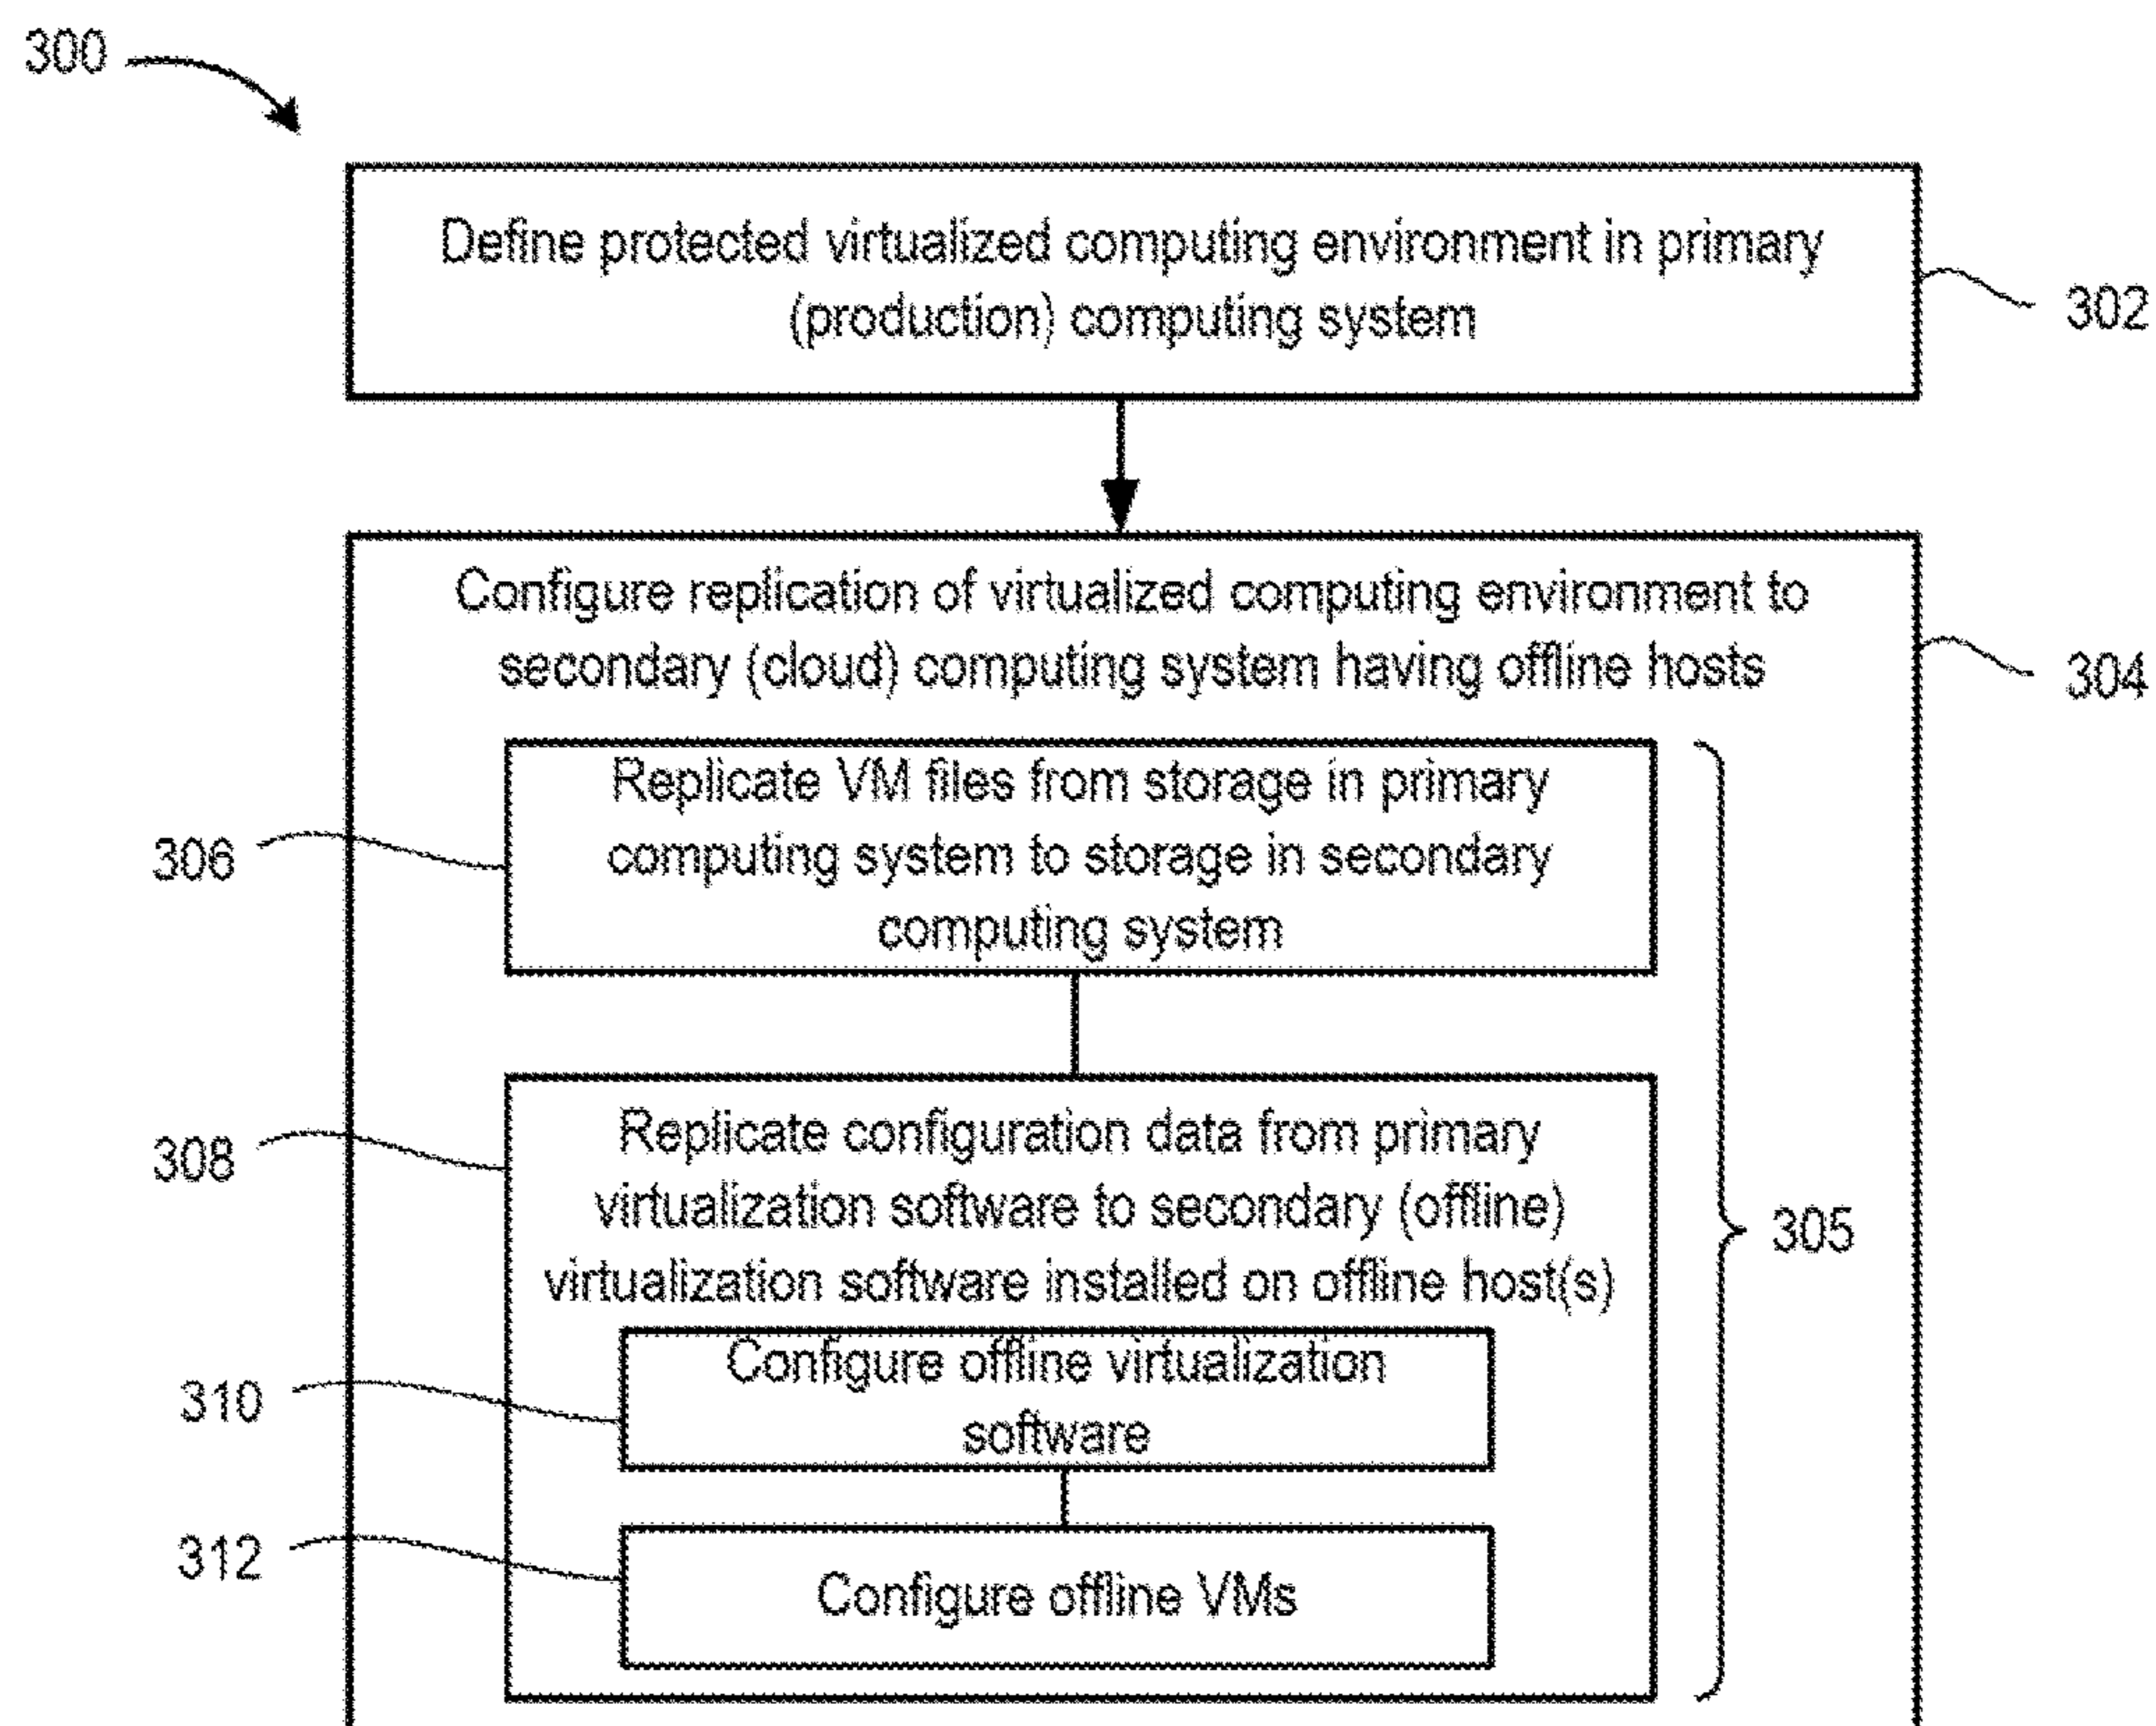 300
Define protected virtualized computing environment in primary
(production) computing system
302
Configure replication of virtualized computing environment to
secondary (cloud) computing system having offline hosts
304
Replicate VM files from storage in primary
computing system to storage in secondary
computing system
306
Replicate configuration data from primary
virtualization software to secondary (offline)
virtualization software installed on offline host(s)
308
305
Configure offline virtualization
software
310
Configure offline VMs
312